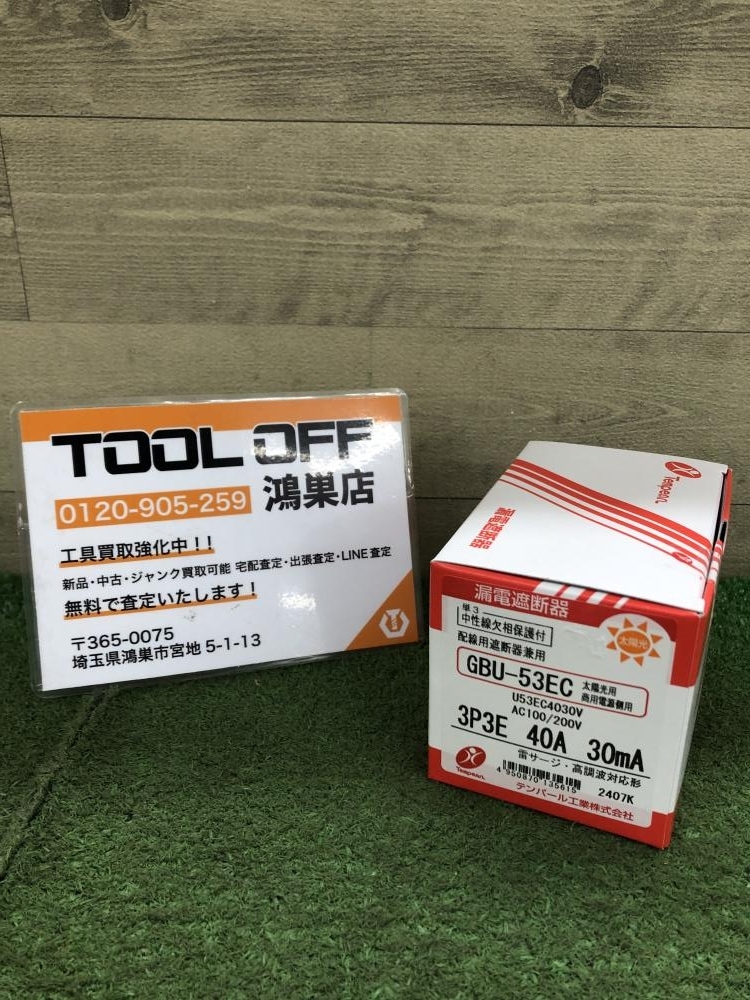 TOOL OFF
0120-905-259 鴻巣店
工具買取強化中!!
新品・中古・ジャンク買取可能 宅配査定・出張査定・LINE査定
無料で査定いたします!
〒365-0075
埼玉県鴻巣市宮地5-1-13
Tempearl
漏電遮断器
漏電遮断器
単3
中性線欠相保護付
太陽光
配線用遮断器兼用
GBU-53EC 太陽光用
商用電源側用
U53EC4030V
AC100/200V
3P3E 40A 30mA
雷サージ・高調波対応形
Tempearl
4 950870 135615
2407K
テンパール工業株式会社